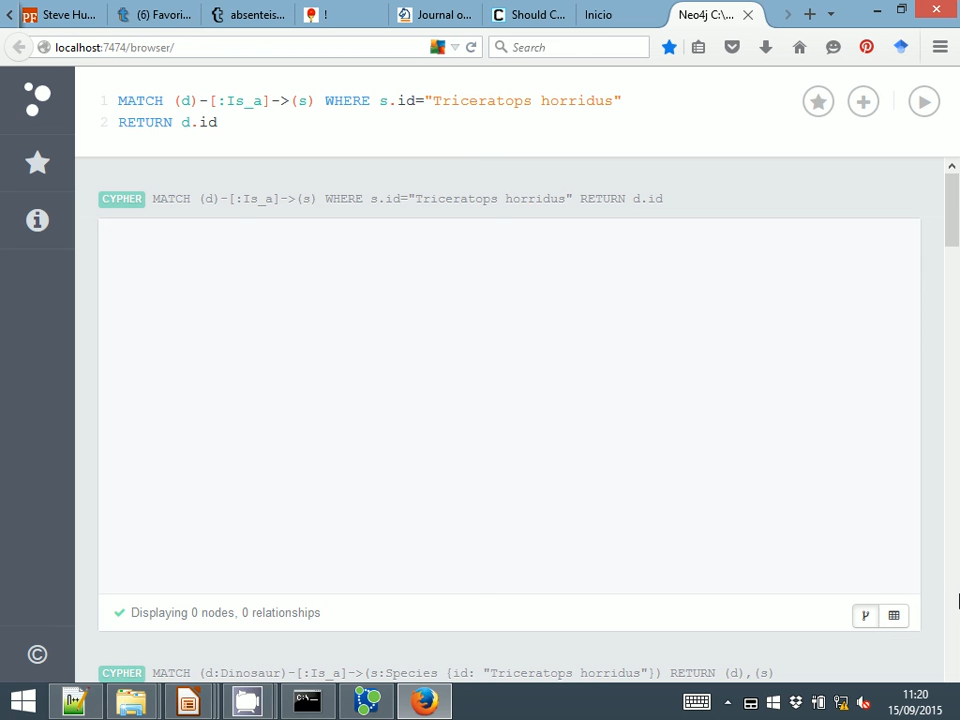 Steve Hu...
(6) Favori...
absenteis...
!
Journal o...
Should C...
Inicio
Neo4j C:\...
localhost:7474/browser/
Search
1 MATCH (d)-[:Is_a]->(s) WHERE s.id="Triceratops horridus"
2 RETURN d.id
CYPHER MATCH (d)-[:Is_a]->(s) WHERE s.id="Triceratops horridus" RETURN d.id
Displaying 0 nodes, 0 relationships
CYPHER MATCH (d:Dinosaur)-[:Is_a]->(s:Species {id: "Triceratops horridus"}) RETURN (d),(s)
11:20
15/09/2015